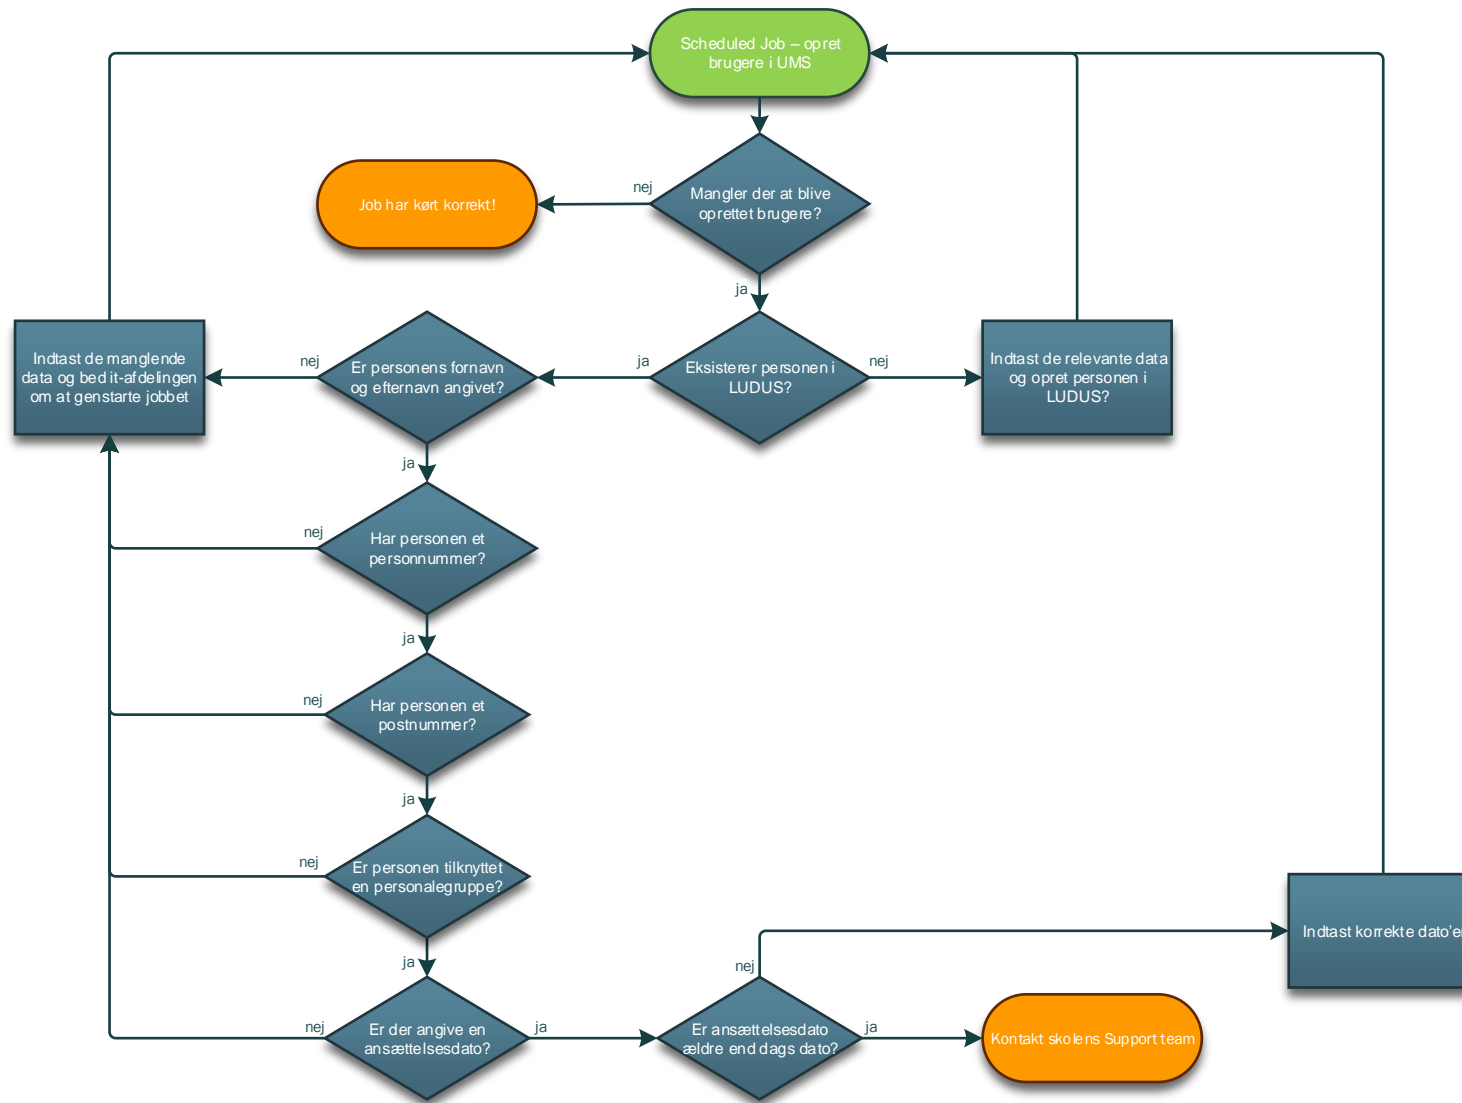 Scheduled Job – opret
brugere i UMS
nej
Job har kørt korrekt!
Mangler der at blive
oprettet brugere?
ja
Indtast de manglende
data og bed it-afdelingen
om at genstarte jobbet
nej
Er personens fornavn
og efternavn angivet?
ja
Eksisterer personen i
LUDUS?
nej
Indtast de relevante data
og opret personen i
LUDUS?
ja
nej
Har personen et
personnummer?
ja
nej
Har personen et
postnummer?
ja
nej
Er personen tilknyttet
en personalegruppe?
ja
nej
Indtast korrekte dato'er
nej
Er der angive en
ansættelsesdato?
ja
Er ansættelsesdato
ældre end dags dato?
ja
Kontakt skolens Support team